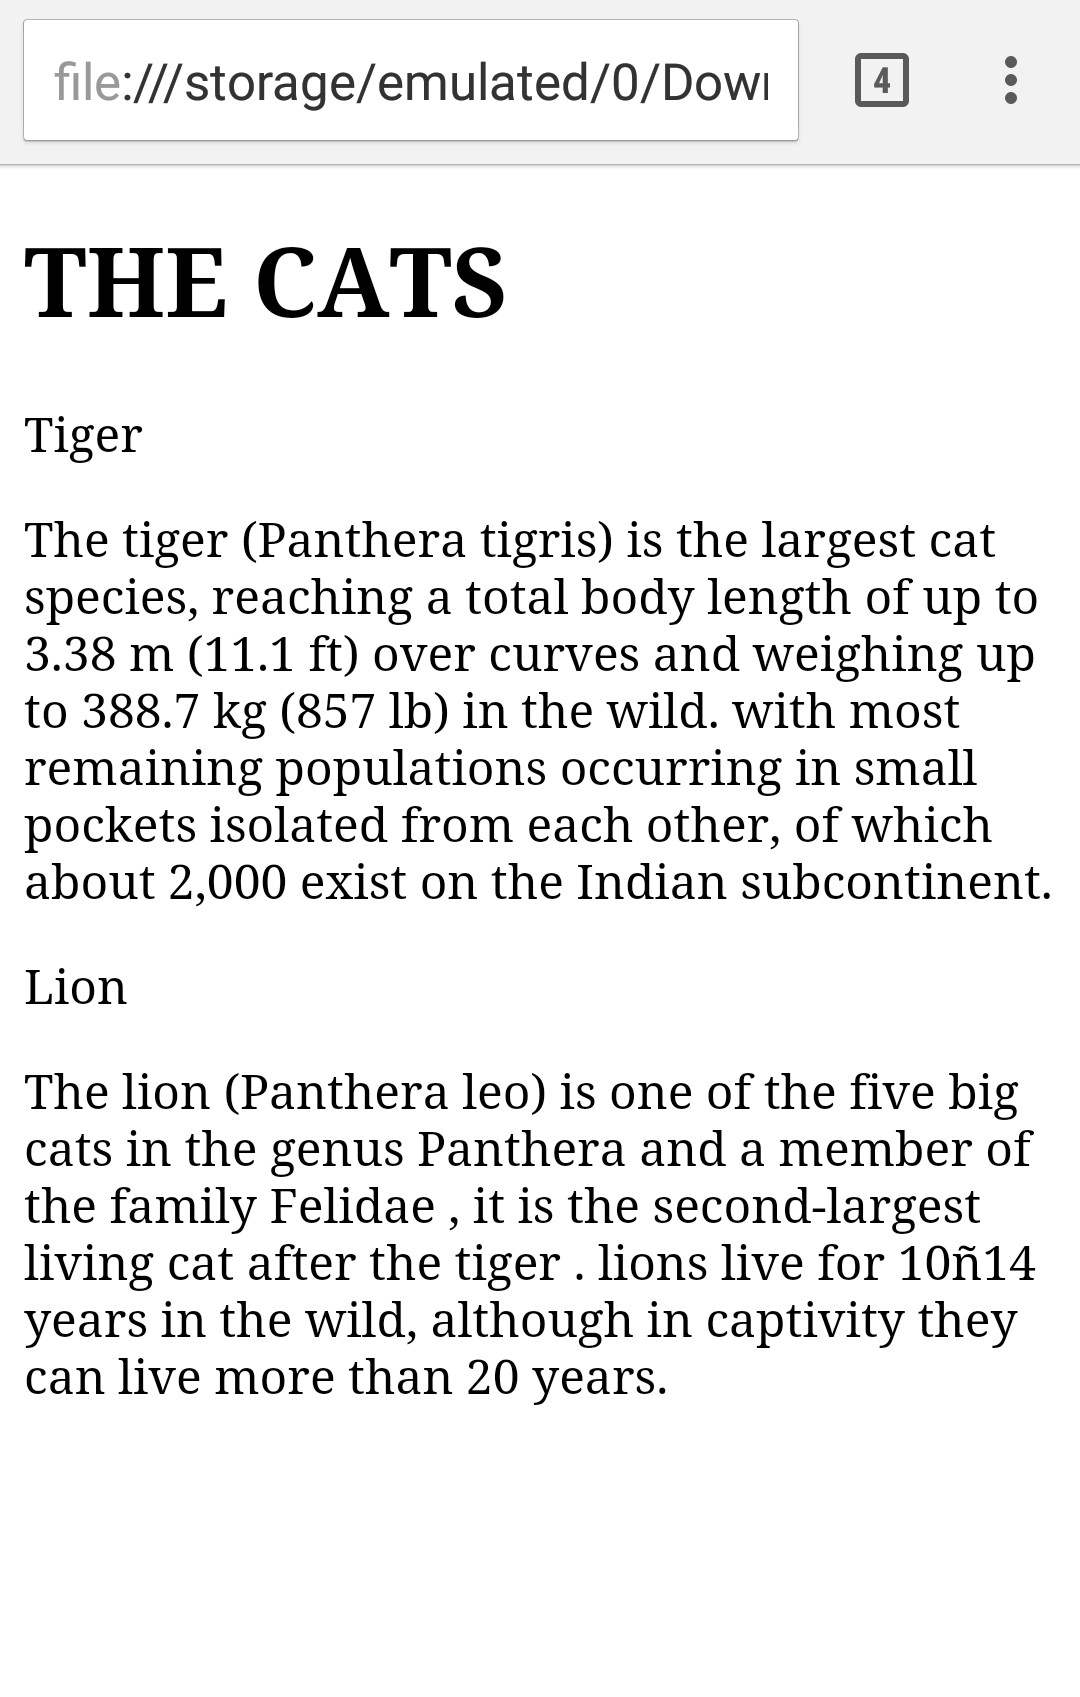 file:///storage/emulated/0/Down
4
THE CATS
Tiger
The tiger (Panthera tigris) is the largest cat
species, reaching a total body length of up to
3.38 m (11.1 ft) over curves and weighing up
to 388.7 kg (857 lb) in the wild. with most
remaining populations occurring in small
pockets isolated from each other, of which
about 2,000 exist on the Indian subcontinent.
Lion
The lion (Panthera leo) is one of the five big
cats in the genus Panthera and a member of
the family Felidae , it is the second-largest
living cat after the tiger . lions live for 10ñ14
years in the wild, although in captivity they
can live more than 20 years.